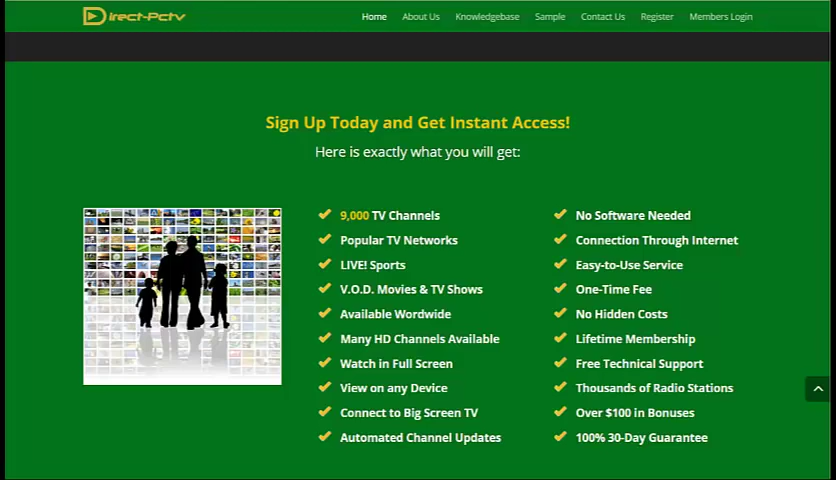 Direct-Pctv
Home About Us Knowledgebase Sample Contact Us Register Members Login
Sign Up Today and Get Instant Access!
Here is exactly what you will get:
9,000 TV Channels
Popular TV Networks
LIVE! Sports
V.O.D. Movies & TV Shows
Available Wordwide
Many HD Channels Available
Watch in Full Screen
View on any Device
Connect to Big Screen TV
Automated Channel Updates
No Software Needed
Connection Through Internet
Easy-to-Use Service
One-Time Fee
No Hidden Costs
Lifetime Membership
Free Technical Support
Thousands of Radio Stations
Over $100 in Bonuses
100% 30-Day Guarantee